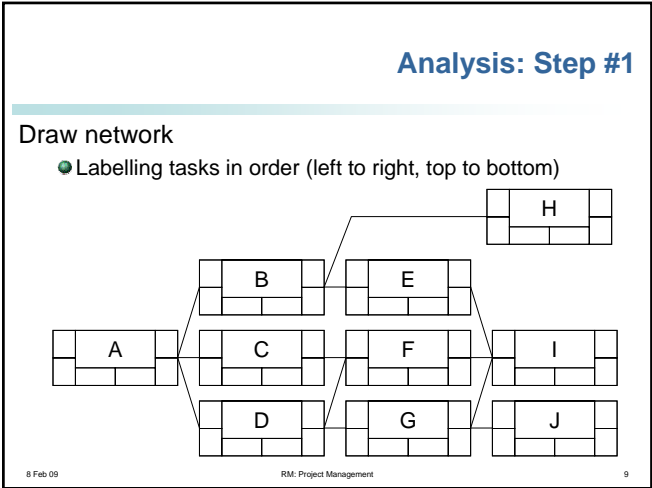 Analysis: Step #1
Draw network
Labelling tasks in order (left to right, top to bottom)
H
B E
A C F I
D G J
8 Feb 09 RM: Project Management 9